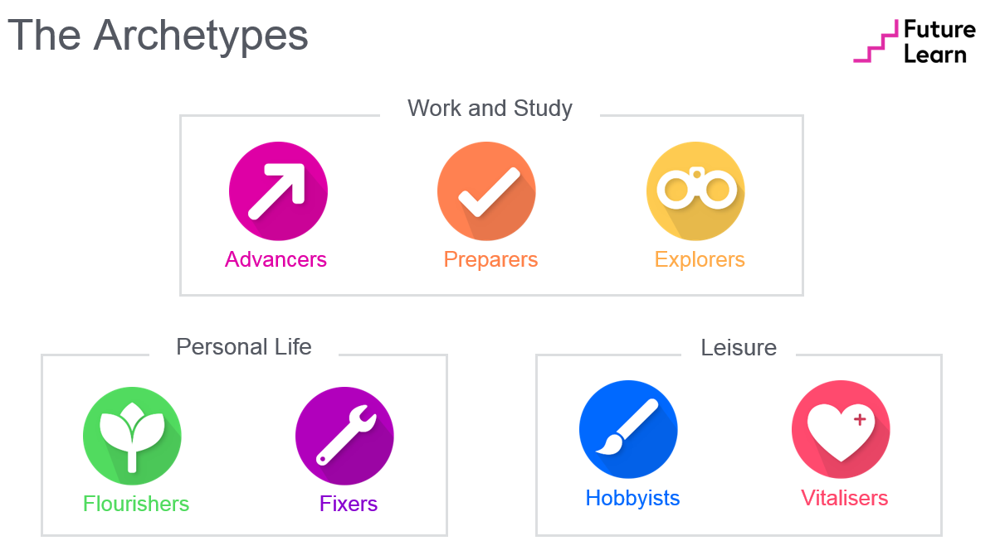 The Archetypes
Future
Learn
Work and Study
Advancers
Preparers
Explorers
Personal Life
Flourishers
Fixers
Leisure
Hobbyists
Vitalisers